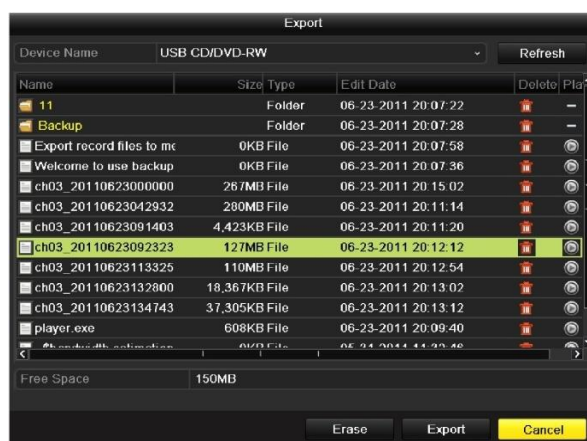 Export
Device Name USB CD/DVD-RW Refresh
Name Size Type Edit Date Delete Pla
11 Folder 06-23-2011 20:07:22 –
Backup Folder 06-23-2011 20:07:28 –
Export record files to me 0KB File 06-23-2011 20:07:58
Welcome to use backup 0KB File 06-23-2011 20:07:36
ch03_20110623000000 267MB File 06-23-2011 20:15:02
ch03_20110623042932 280MB File 06-23-2011 20:11:14
ch03_20110623091403 4,423KB File 06-23-2011 20:11:20
ch03_20110623092323 127MB File 06-23-2011 20:12:12
ch03_20110623113325 110MB File 06-23-2011 20:12:54
ch03_20110623132800 18,367KB File 06-23-2011 20:13:02
ch03_20110623134743 37,305KB File 06-23-2011 20:13:12
player.exe 608KB File 06-23-2011 20:09:40
0KB File
Free Space 150MB
Erase Export Cancel